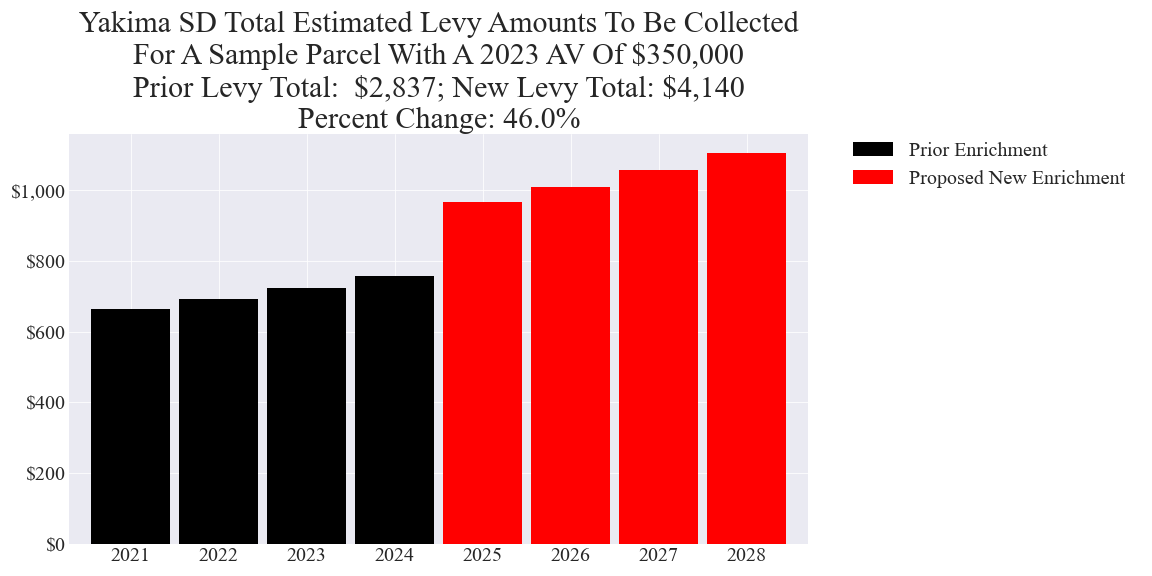 Yakima SD Total Estimated Levy Amounts To Be Collected
For A Sample Parcel With A 2023 AV Of $350,000
Prior Levy Total:  $2,837; New Levy Total: $4,140
Percent Change: 46.0%
Prior Enrichment
Proposed New Enrichment
$1,000
$800
$600
$400
$200
$0
2021 2022 2023 2024 2025 2026 2027 2028